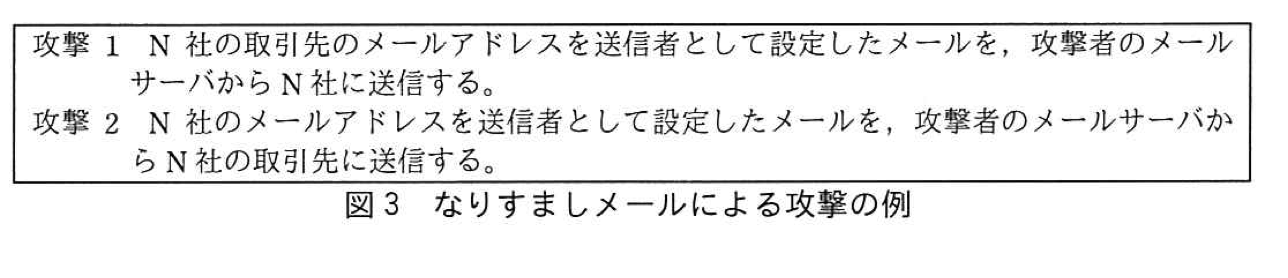 攻撃 1 N 社の取引先のメールアドレスを送信者として設定したメールを，攻撃者のメール
サーバから N 社に送信する。
攻撃 2 N 社のメールアドレスを送信者として設定したメールを，攻撃者のメールサーバか
ら N 社の取引先に送信する。
図 3 なりすましメールによる攻撃の例